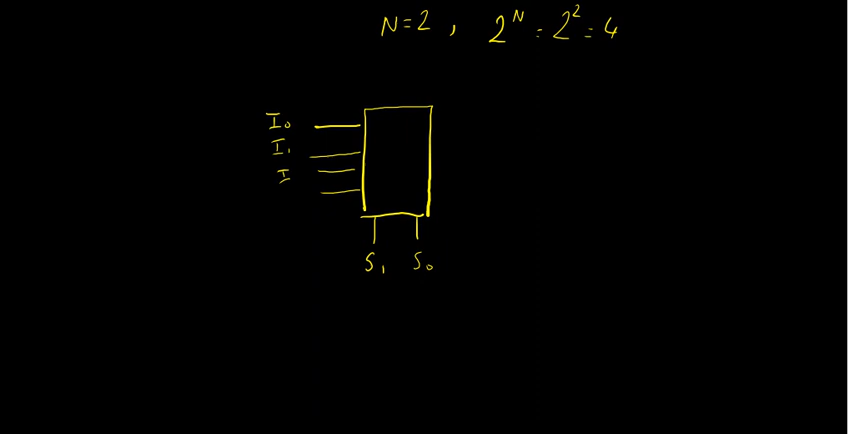 N=2, 2^N = 2^2 = 4
I₀
I₁
I
S₁ S₀